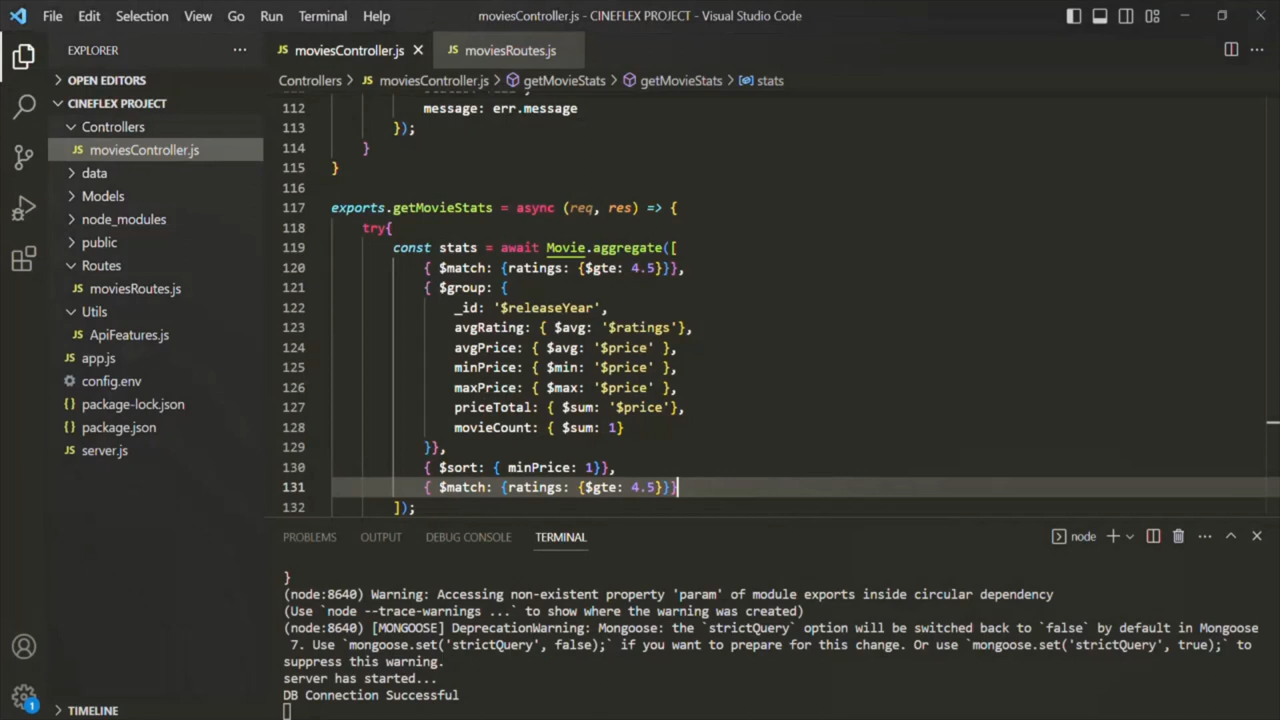 File Edit Selection View Go Run Terminal Help moviesController.js - CINEFLEX PROJECT - Visual Studio Code
EXPLORER
moviesController.js
moviesRoutes.js
OPEN EDITORS
Controllers > moviesController.js > getMovieStats > getMovieStats > stats
CINEFLEX PROJECT
Controllers
moviesController.js
data
Models
node_modules
public
Routes
moviesRoutes.js
Utils
ApiFeatures.js
app.js
config.env
package-lock.json
package.json
server.js
TIMELINE
1
112 message: err.message
113 });
114 }
115 }
116
117 exports.getMovieStats = async (req, res) => {
118 try{
119 const stats = await Movie.aggregate([
120 { $match: {ratings: {$gte: 4.5}}},
121 { $group: {
122 _id: '$releaseYear',
123 avgRating: { $avg: '$ratings'},
124 avgPrice: { $avg: '$price' },
125 minPrice: { $min: '$price' },
126 maxPrice: { $max: '$price' },
127 priceTotal: { $sum: '$price'},
128 movieCount: { $sum: 1}
129 }},
130 { $sort: { minPrice: 1}},
131 { $match: {ratings: {$gte: 4.5}}}
132 ]);
PROBLEMS OUTPUT DEBUG CONSOLE TERMINAL node
}
(node:8640) Warning: Accessing non-existent property 'param' of module exports inside circular dependency
(Use `node --trace-warnings ...` to show where the warning was created)
(node:8640) [MONGOOSE] DeprecationWarning: Mongoose: the `strictQuery` option will be switched back to `false` by default in Mongoose
7. Use `mongoose.set('strictQuery', false);` if you want to prepare for this change. Or use `mongoose.set('strictQuery', true);` to
suppress this warning.
server has started...
DB Connection Successful